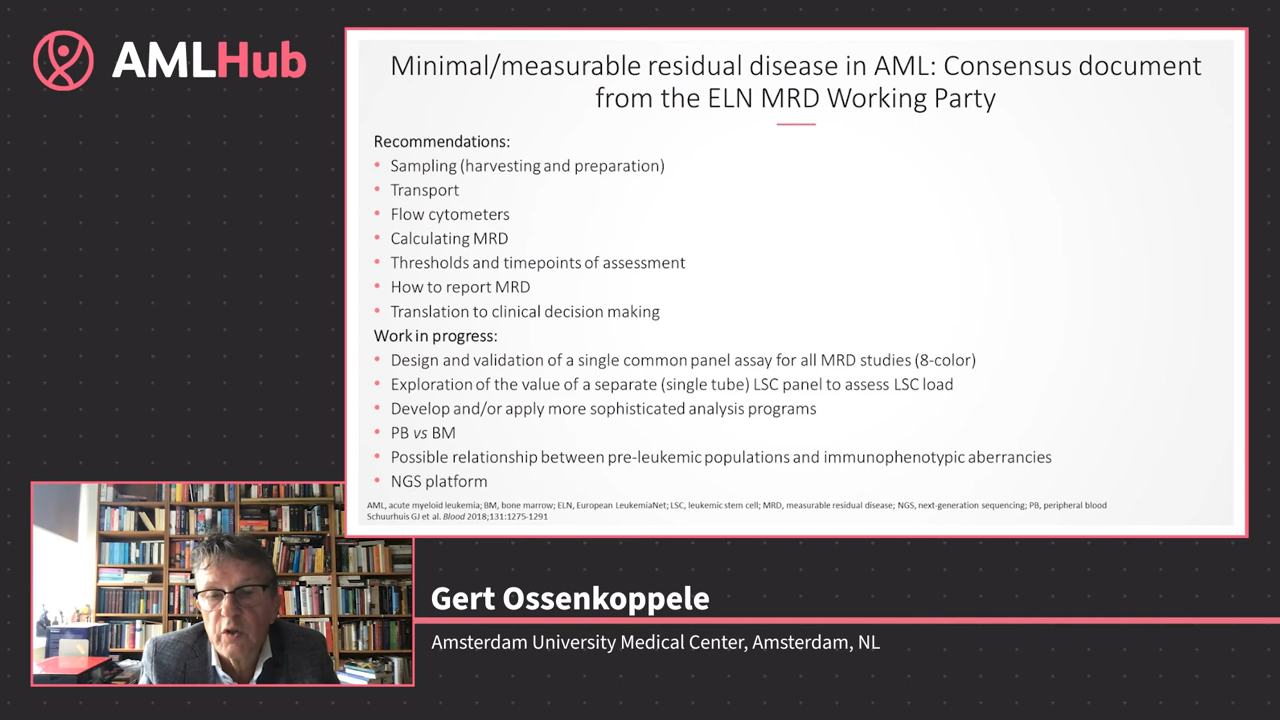 AMLHub
Minimal/measurable residual disease in AML: Consensus document
from the ELN MRD Working Party
Recommendations:
• Sampling (harvesting and preparation)
• Transport
• Flow cytometers
• Calculating MRD
• Thresholds and timepoints of assessment
• How to report MRD
• Translation to clinical decision making
Work in progress:
• Design and validation of a single common panel assay for all MRD studies (8-color)
• Exploration of the value of a separate (single tube) LSC panel to assess LSC load
• Develop and/or apply more sophisticated analysis programs
• PB vs BM
• Possible relationship between pre-leukemic populations and immunophenotypic aberrancies
• NGS platform
AML, acute myeloid leukemia; BM, bone marrow; ELN, European LeukemiaNet; LSC, leukemic stem cell; MRD, measurable residual disease; NGS, next-generation sequencing; PB, peripheral blood
Schuurhuis GJ et al. Blood 2018;131:1275-1291
Gert Ossenkoppele
Amsterdam University Medical Center, Amsterdam, NL